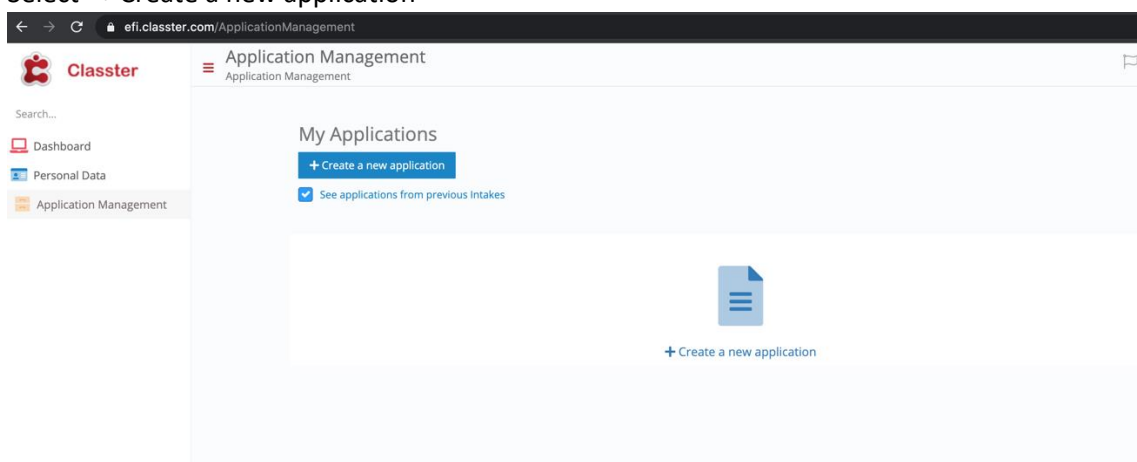 efi.classter.com/ApplicationManagement
Classter
Application Management
Application Management
Search...
Dashboard
Personal Data
Application Management
My Applications
+ Create a new application
See applications from previous Intakes
+ Create a new application